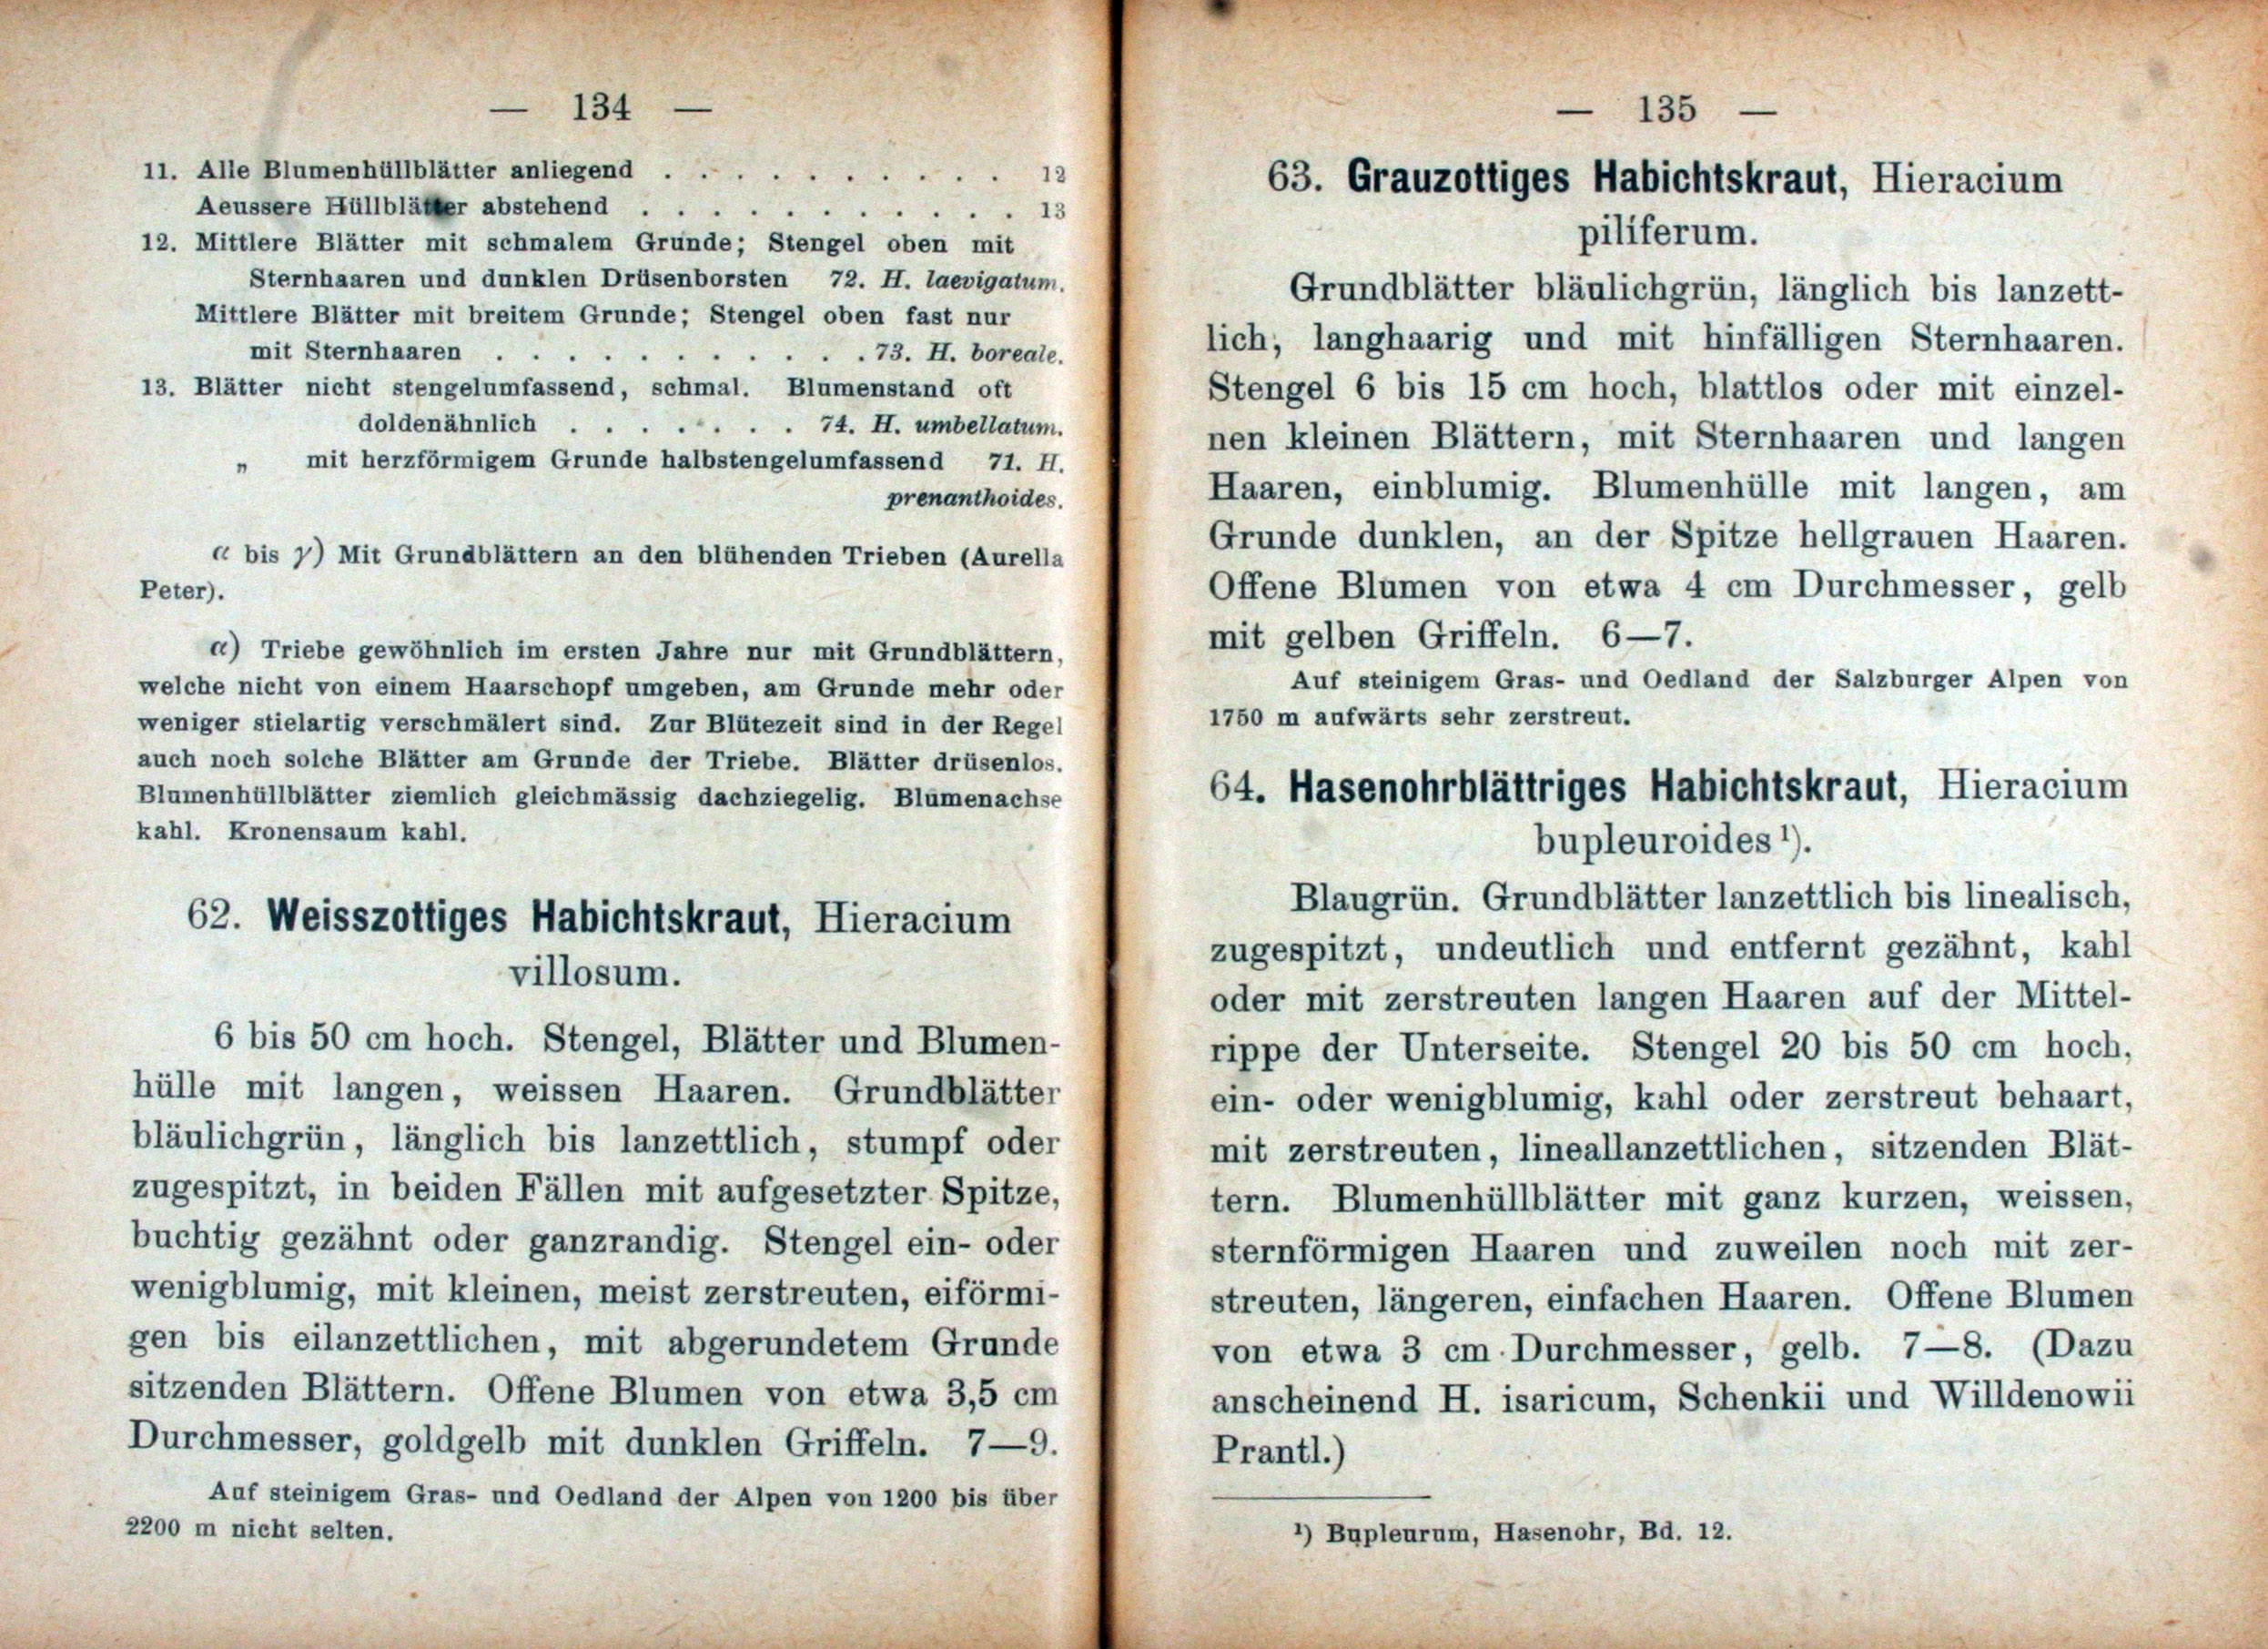 — 134 —
11. Alle Blumenhüllblätter anliegend . . . . . . . . . . 12
Aeussere Hüllblätter abstehend . . . . . . . . . . . 13
12. Mittlere Blätter mit schmalem Grunde; Stengel oben mit
Sternhaaren und dunklen Drüsenborsten 72. H. laevigatum.
Mittlere Blätter mit breitem Grunde; Stengel oben fast nur
mit Sternhaaren . . . . . . . . . . . 73. H. boreale.
13. Blätter nicht stengelumfassend, schmal. Blumenstand oft
doldenähnlich . . . . . . . 74. H. umbellatum.
„ mit herzförmigem Grunde halbstengelumfassend 71. H.
prenanthoides.
α bis γ) Mit Grundblättern an den blühenden Trieben (Aurella
Peter).
α) Triebe gewöhnlich im ersten Jahre nur mit Grundblättern,
welche nicht von einem Haarschopf umgeben, am Grunde mehr oder
weniger stielartig verschmälert sind. Zur Blütezeit sind in der Regel
auch noch solche Blätter am Grunde der Triebe. Blätter drüsenlos.
Blumenhüllblätter ziemlich gleichmässig dachziegelig. Blumenachse
kahl. Kronensaum kahl.
62. Weisszottiges Habichtskraut, Hieracium
villosum.
6 bis 50 cm hoch. Stengel, Blätter und Blumen-
hülle mit langen, weissen Haaren. Grundblätter
bläulichgrün, länglich bis lanzettlich, stumpf oder
zugespitzt, in beiden Fällen mit aufgesetzter Spitze,
buchtig gezähnt oder ganzrandig. Stengel ein- oder
wenigblumig, mit kleinen, meist zerstreuten, eiförmi-
gen bis eilanzettlichen, mit abgerundetem Grunde
sitzenden Blättern. Offene Blumen von etwa 3,5 cm
Durchmesser, goldgelb mit dunklen Griffeln. 7—9.
Auf steinigem Gras- und Oedland der Alpen von 1200 bis über
2200 m nicht selten.
— 135 —
63. Grauzottiges Habichtskraut, Hieracium
piliferum.
Grundblätter bläulichgrün, länglich bis lanzett-
lich, langhaarig und mit hinfälligen Sternhaaren.
Stengel 6 bis 15 cm hoch, blattlos oder mit einzel-
nen kleinen Blättern, mit Sternhaaren und langen
Haaren, einblumig. Blumenhülle mit langen, am
Grunde dunklen, an der Spitze hellgrauen Haaren.
Offene Blumen von etwa 4 cm Durchmesser, gelb
mit gelben Griffeln. 6—7.
Auf steinigem Gras- und Oedland der Salzburger Alpen von
1750 m aufwärts sehr zerstreut.
64. Hasenohrblättriges Habichtskraut, Hieracium
bupleuroides ¹).
Blaugrün. Grundblätter lanzettlich bis linealisch,
zugespitzt, undeutlich und entfernt gezähnt, kahl
oder mit zerstreuten langen Haaren auf der Mittel-
rippe der Unterseite. Stengel 20 bis 50 cm hoch,
ein- oder wenigblumig, kahl oder zerstreut behaart,
mit zerstreuten, lineallanzettlichen, sitzenden Blät-
tern. Blumenhüllblätter mit ganz kurzen, weissen,
sternförmigen Haaren und zuweilen noch mit zer-
streuten, längeren, einfachen Haaren. Offene Blumen
von etwa 3 cm Durchmesser, gelb. 7—8. (Dazu
anscheinend H. isaricum, Schenkii und Willdenowii
Prantl.)
¹) Bupleurum, Hasenohr, Bd. 12.